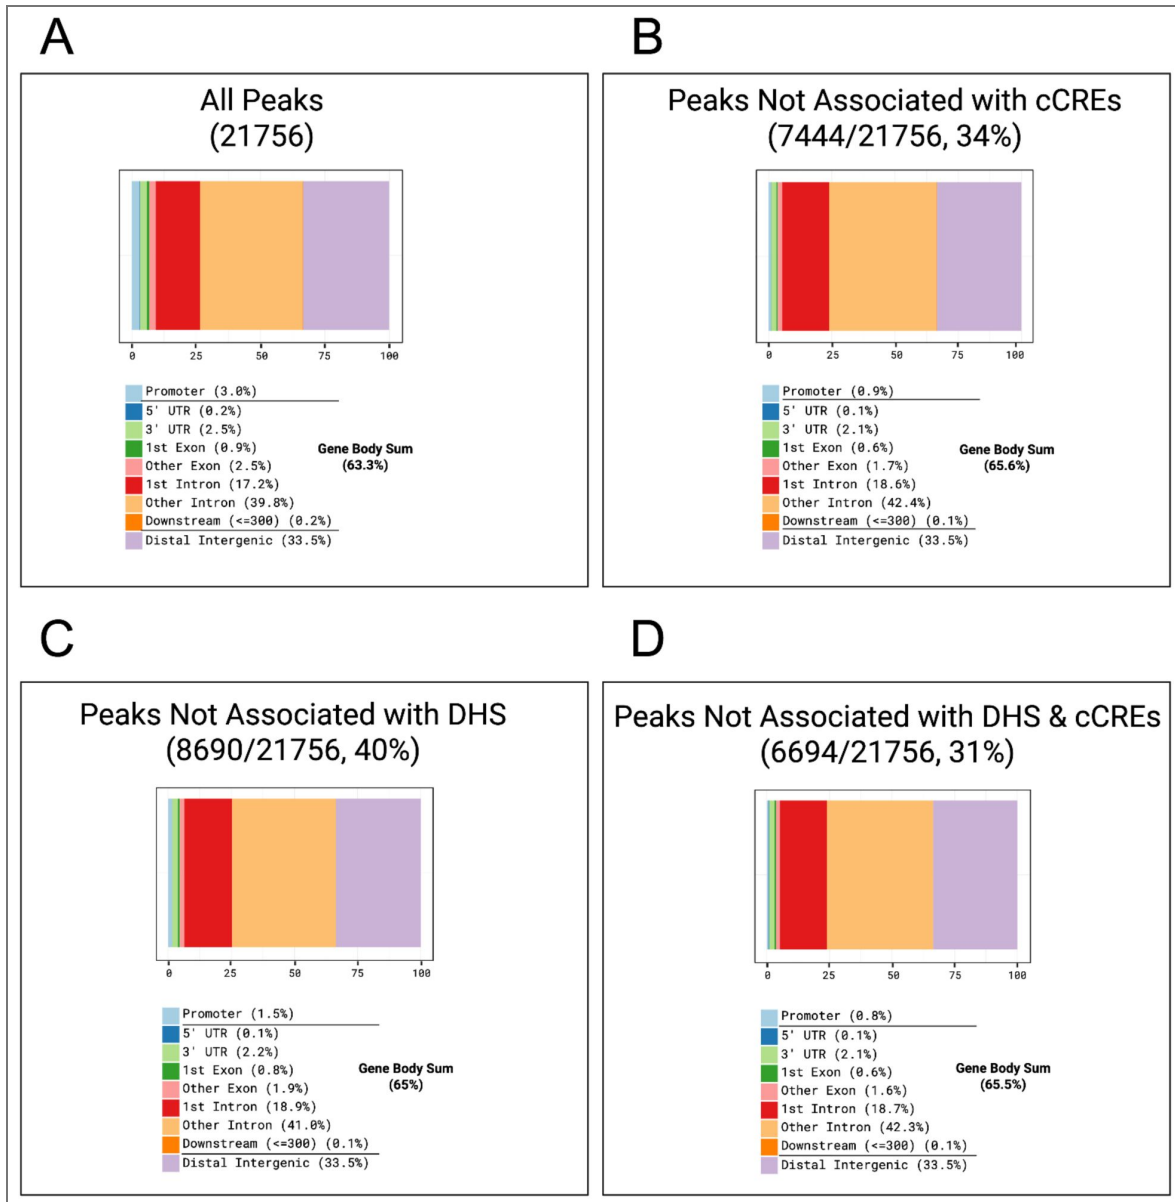 A
All Peaks
(21756)
0 25 50 75 100
Promoter (3.0%)
5' UTR (0.2%)
3' UTR (2.5%)
1st Exon (0.9%)
Other Exon (2.5%)
1st Intron (17.2%)
Other Intron (39.8%)
Downstream (<=300) (0.2%)
Distal Intergenic (33.5%)
Gene Body Sum
(63.3%)
B
Peaks Not Associated with cCREs
(7444/21756, 34%)
0 25 50 75 100
Promoter (0.9%)
5' UTR (0.1%)
3' UTR (2.1%)
1st Exon (0.6%)
Other Exon (1.7%)
1st Intron (18.6%)
Other Intron (42.4%)
Downstream (<=300) (0.1%)
Distal Intergenic (33.5%)
Gene Body Sum
(65.6%)
C
Peaks Not Associated with DHS
(8690/21756, 40%)
0 25 50 75 100
Promoter (1.5%)
5' UTR (0.1%)
3' UTR (2.2%)
1st Exon (0.8%)
Other Exon (1.9%)
1st Intron (18.9%)
Other Intron (41.0%)
Downstream (<=300) (0.1%)
Distal Intergenic (33.5%)
Gene Body Sum
(65%)
D
Peaks Not Associated with DHS & cCREs
(6694/21756, 31%)
0 25 50 75 100
Promoter (0.8%)
5' UTR (0.1%)
3' UTR (2.1%)
1st Exon (0.6%)
Other Exon (1.6%)
1st Intron (18.7%)
Other Intron (42.3%)
Downstream (<=300) (0.1%)
Distal Intergenic (33.5%)
Gene Body Sum
(65.5%)